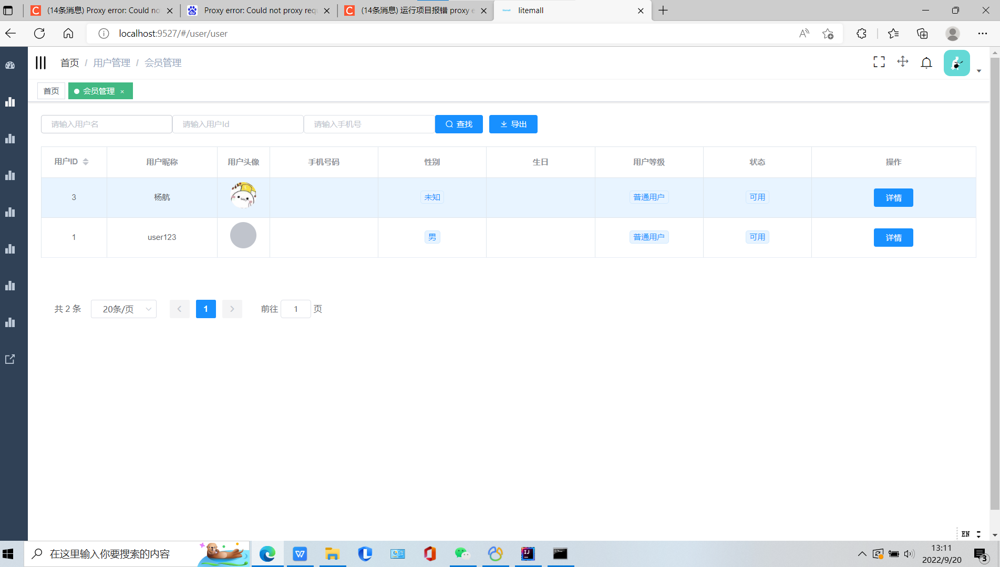 (14条消息) Proxy error: Could no
Proxy error: Could not proxy requ
(14条消息) 运行项目报错 proxy e
litemall
localhost:9527/#/user/user
首页 / 用户管理 / 会员管理
首页
会员管理 ×
请输入用户名
请输入用户Id
请输入手机号
查找
导出
用户ID 用户昵称 用户头像 手机号码 性别 生日 用户等级 状态 操作
3 杨航 未知 普通用户 可用 详情
1 user123 男 普通用户 可用 详情
共 2 条 20条/页 1 前往 1 页
EN
在这里输入你要搜索的内容
13:11
2022/9/20
3